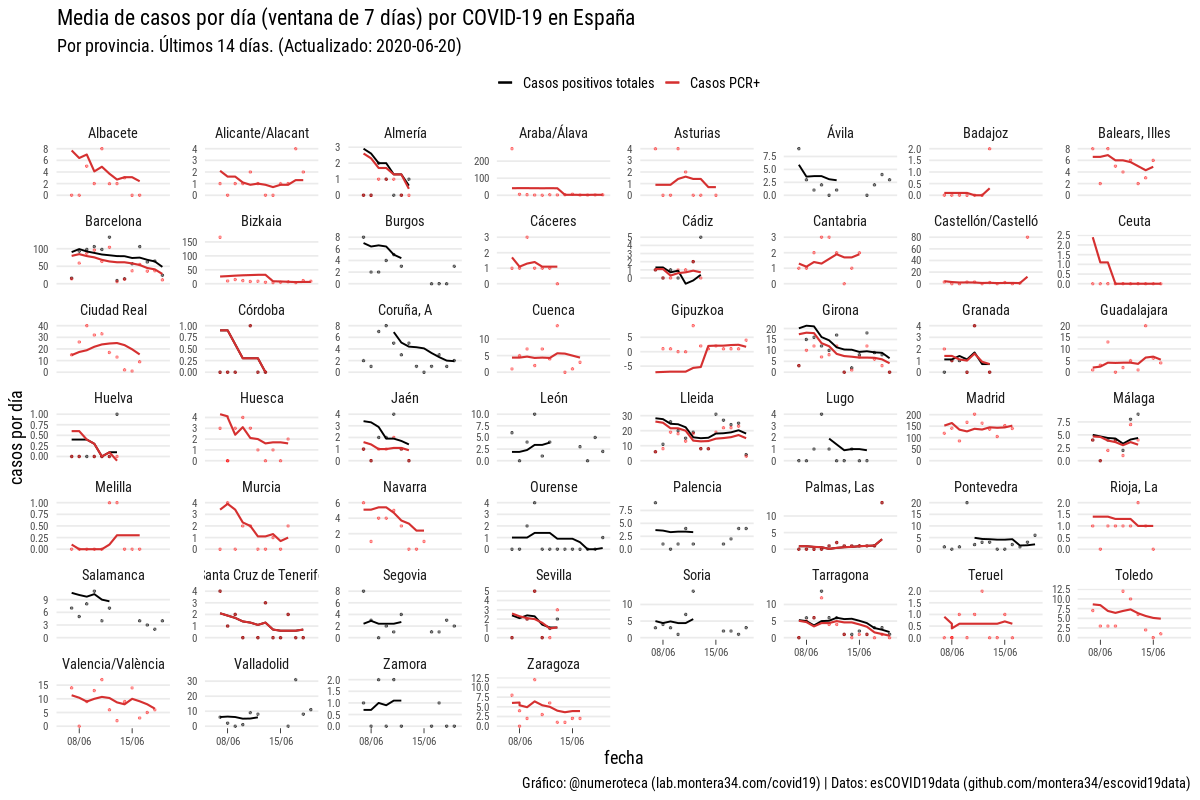 Media de casos por día (ventana de 7 días) por COVID-19 en España
Por provincia. Últimos 14 días. (Actualizado: 2020-06-20)
Casos positivos totales Casos PCR+
Albacete Alicante/Alacant Almería Araba/Álava Asturias Ávila Badajoz Balears, Illes
8 6 4 2 0
4 3 2 1 0
3 2 1 0
200 100 0
4 3 2 1 0
7.5 5.0 2.5 0.0
2.0 1.5 1.0 0.5 0.0
8 6 4 2 0
Barcelona Bizkaia Burgos Cáceres Cádiz Cantabria Castellón/Castelló Ceuta
100 50 0
150 100 50 0
8 6 4 2 0
3 2 1 0
5 4 3 2 1 0
3 2 1 0
80 60 40 20 0
2.5 2.0 1.5 1.0 0.5 0.0
Ciudad Real Córdoba Coruña, A Cuenca Gipuzkoa Girona Granada Guadalajara
40 30 20 10 0
1.00 0.75 0.50 0.25 0.00
8 6 4 2 0
10 5 0
5 0 -5
20 15 10 5 0
4 3 2 1 0
20 15 10 5 0
Huelva Huesca Jaén León Lleida Lugo Madrid Málaga
1.00 0.75 0.50 0.25 0.00
4 3 2 1 0
4 3 2 1 0
10.0 7.5 5.0 2.5 0.0
30 20 10 0
4 3 2 1 0
200 150 100 50 0
7.5 5.0 2.5 0.0
Melilla Murcia Navarra Ourense Palencia Palmas, Las Pontevedra Rioja, La
1.00 0.75 0.50 0.25 0.00
4 3 2 1 0
6 4 2 0
4 3 2 1 0
7.5 5.0 2.5 0.0
10 5 0
20 15 10 5 0
2.0 1.5 1.0 0.5 0.0
Salamanca Santa Cruz de Tenerife Segovia Sevilla Soria Tarragona Teruel Toledo
9 6 3 0
4 3 2 1 0
8 6 4 2 0
5 4 3 2 1 0
10 5 0
10 5 0
2.0 1.5 1.0 0.5 0.0
12.5 10.0 7.5 5.0 2.5 0.0
08/06 15/06 08/06 15/06 08/06 15/06 08/06 15/06
Valencia/València Valladolid Zamora Zaragoza
15 10 5 0
30 20 10 0
2.0 1.5 1.0 0.5 0.0
12.5 10.0 7.5 5.0 2.5 0.0
08/06 15/06 08/06 15/06 08/06 15/06 08/06 15/06
casos por día
fecha
Gráfico: @numeroteca (lab.montera34.com/covid19) | Datos: esCOVID19data (github.com/montera34/escovid19data)